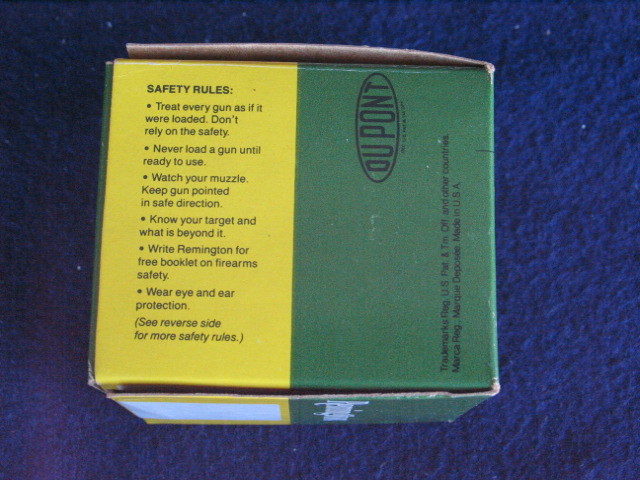 SAFETY RULES:
• Treat every gun as if it
were loaded. Don't
rely on the safety.
• Never load a gun until
ready to use.
• Watch your muzzle.
Keep gun pointed
in safe direction.
• Know your target and
what is beyond it.
• Write Remington for
free booklet on firearms
safety.
• Wear eye and ear
protection.
(See reverse side
for more safety rules.)
DU PONT
Trademarks Reg. U.S. Pat. & Tm. Off. and other countries.
Marca Reg. Marque Deposée. Made in U.S.A.
Remington